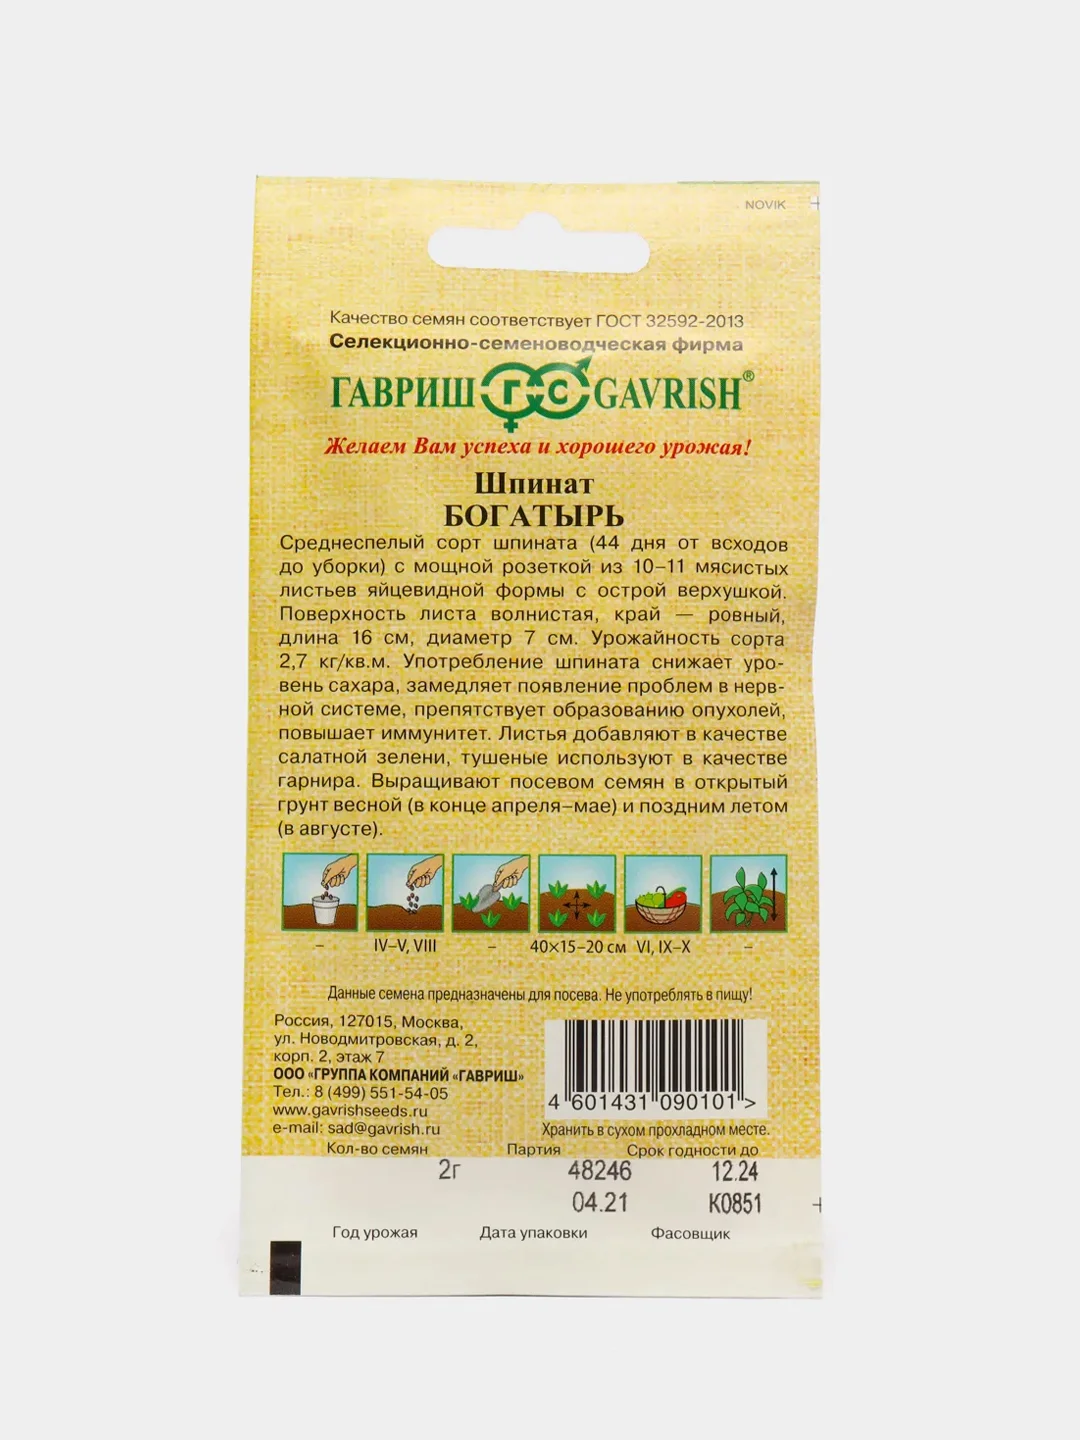 NOVIK
Качество семян соответствует ГОСТ 32592-2013
Селекционно-семеноводческая фирма
ГАВРИШ ГС GAVRISH®
Желаем Вам успеха и хорошего урожая!
Шпинат
БОГАТЫРЬ
Среднеспелый сорт шпината (44 дня от всходов
до уборки) с мощной розеткой из 10–11 мясистых
листьев яйцевидной формы с острой верхушкой.
Поверхность листа волнистая, край — ровный,
длина 16 см, диаметр 7 см. Урожайность сорта
2,7 кг/кв.м. Употребление шпината снижает уро-
вень сахара, замедляет появление проблем в нерв-
ной системе, препятствует образованию опухолей,
повышает иммунитет. Листья добавляют в качестве
салатной зелени, тушеные используют в качестве
гарнира. Выращивают посевом семян в открытый
грунт весной (в конце апреля–мае) и поздним летом
(в августе).
– IV–V, VIII – 40×15–20 см VI, IX–X –
Данные семена предназначены для посева. Не употреблять в пищу!
Россия, 127015, Москва,
ул. Новодмитровская, д. 2,
корп. 2, этаж 7
ООО «ГРУППА КОМПАНИЙ «ГАВРИШ»
Тел.: 8 (499) 551-54-05
www.gavrishseeds.ru
e-mail: sad@gavrish.ru
4 601431 090101 >
Хранить в сухом прохладном месте.
Кол-во семян Партия Срок годности до
2г 48246 12.24
04.21 К0851
Год урожая Дата упаковки Фасовщик